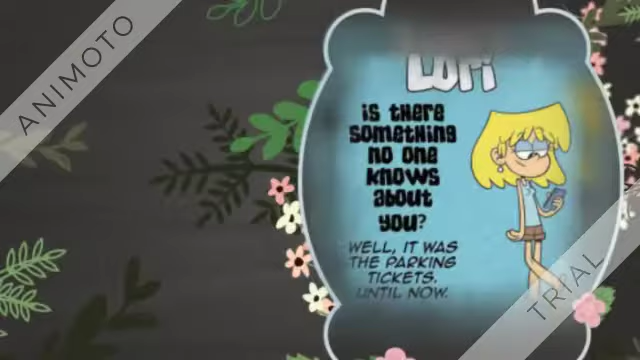 ANIMOTO
TRIAL
LORI
is there
something
no one
knows
about
you?
WELL, IT WAS
THE PARKING
TICKETS.
UNTIL NOW.
TRIAL